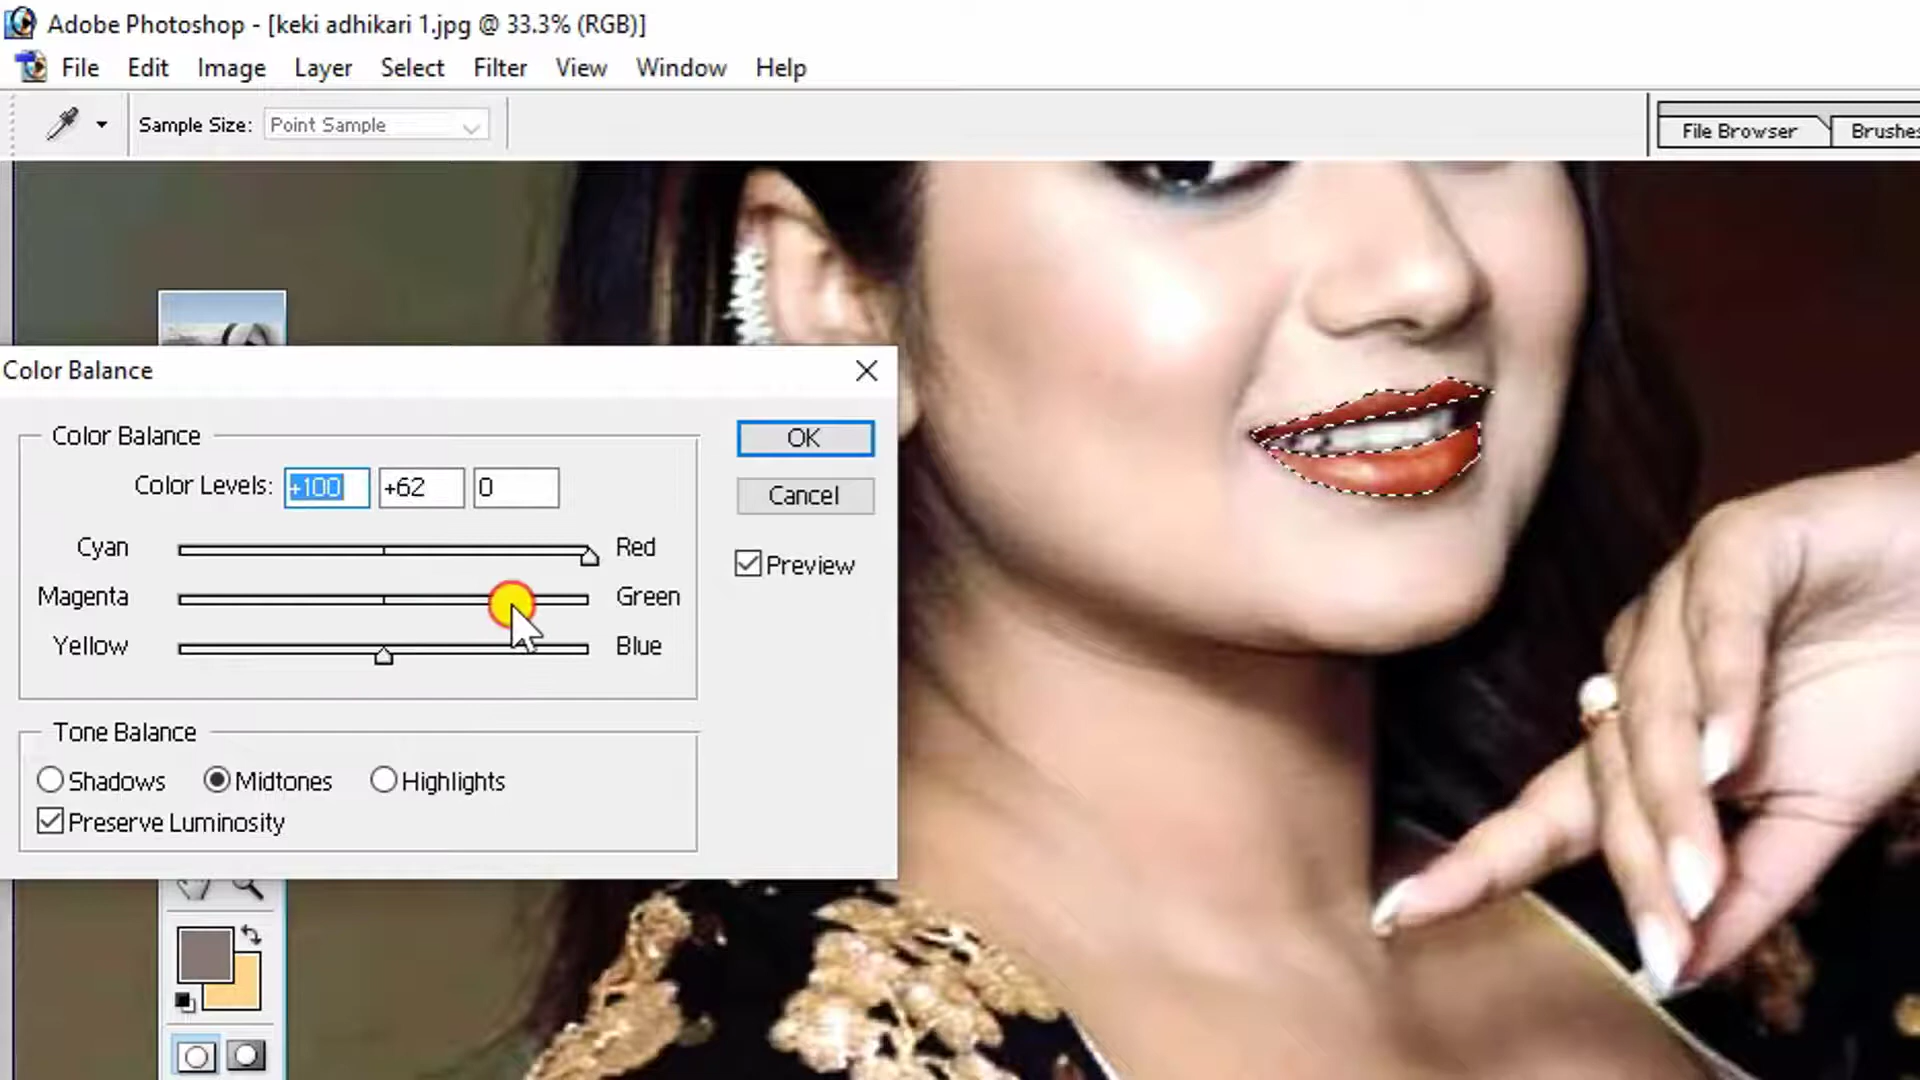 Adobe Photoshop - [keki adhikari 1.jpg @ 33.3% (RGB)]
File Edit Image Layer Select Filter View Window Help
Sample Size: Point Sample
File Browser Brushes
Color Balance
Color Balance
OK
Color Levels: +100 +62 0
Cancel
Cyan Red
Preview
Magenta Green
Yellow Blue
Tone Balance
Shadows Midtones Highlights
Preserve Luminosity